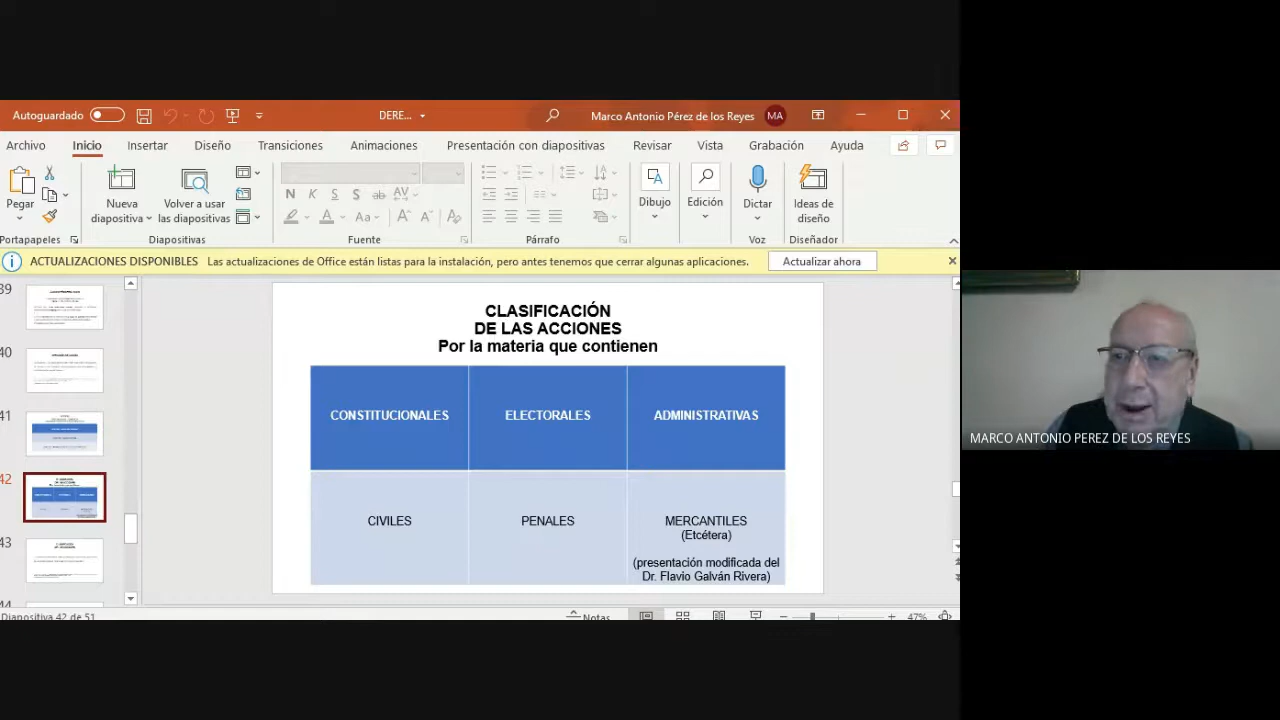 Autoguardado
DERE...
Marco Antonio Pérez de los Reyes
MA
Archivo
Inicio
Insertar
Diseño
Transiciones
Animaciones
Presentación con diapositivas
Revisar
Vista
Grabación
Ayuda
Pegar
Nueva
diapositiva
Volver a usar
las diapositivas
N K S S ab AV
Aa A A
Dibujo
Edición
Dictar
Ideas de
diseño
Portapapeles
Diapositivas
Fuente
Párrafo
Voz
Diseñador
ACTUALIZACIONES DISPONIBLES Las actualizaciones de Office están listas para la instalación, pero antes tenemos que cerrar algunas aplicaciones.
Actualizar ahora
39
40
41
42
43
44
CLASIFICACIÓN
DE LAS ACCIONES
Por la materia que contienen
CONSTITUCIONALES
ELECTORALES
ADMINISTRATIVAS
CIVILES
PENALES
MERCANTILES
(Etcétera)
(presentación modificada del
Dr. Flavio Galván Rivera)
MARCO ANTONIO PEREZ DE LOS REYES
Diapositiva 42 de 51
Notas
47%